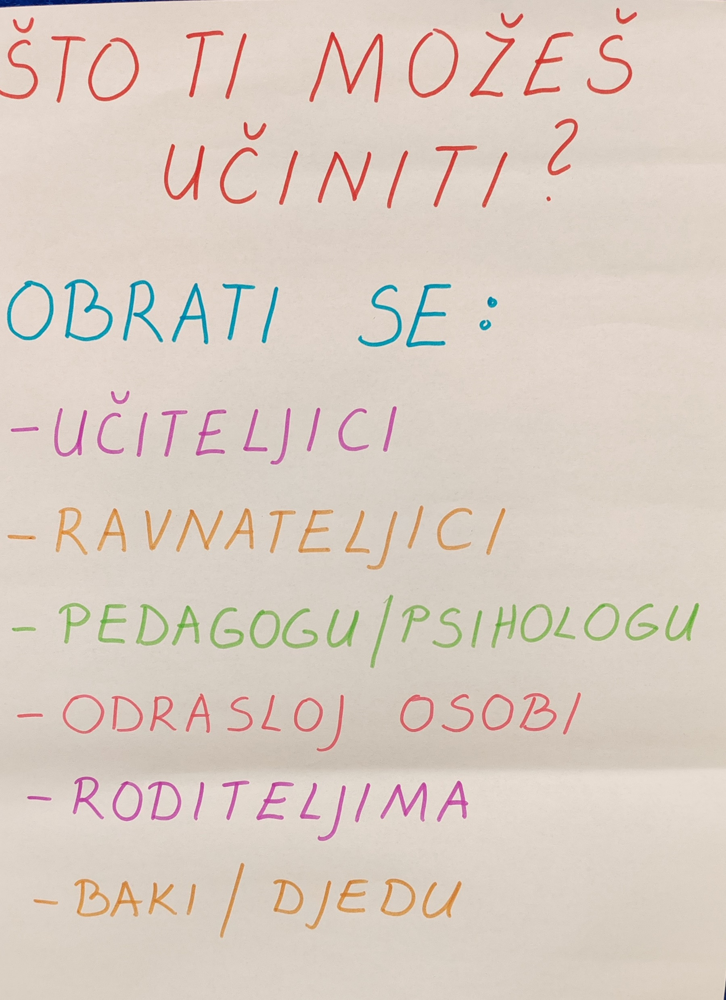 ŠTO TI MOŽEŠ
UČINITI?
OBRATI SE:
- UČITELJICI
- RAVNATELJICI
- PEDAGOGU/PSIHOLOGU
- ODRASLOJ OSOBI
- RODITELJIMA
- BAKI / DJEDU